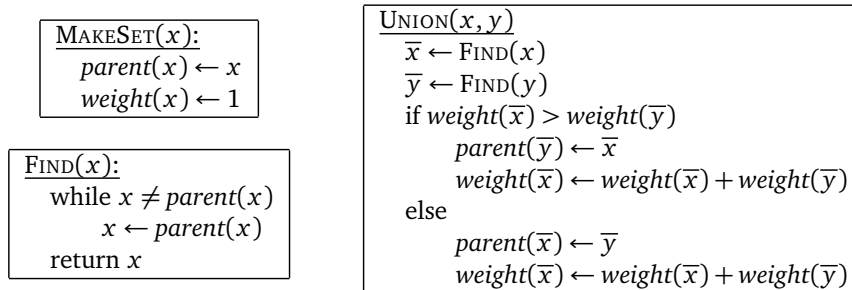 MAKESET(x):
parent(x) ← x
weight(x) ← 1
FIND(x):
while x ≠ parent(x)
x ← parent(x)
return x
UNION(x, y)
x̅ ← FIND(x)
y̅ ← FIND(y)
if weight(x̅) > weight(y̅)
parent(y̅) ← x̅
weight(x̅) ← weight(x̅) + weight(y̅)
else
parent(x̅) ← y̅
weight(x̅) ← weight(x̅) + weight(y̅)